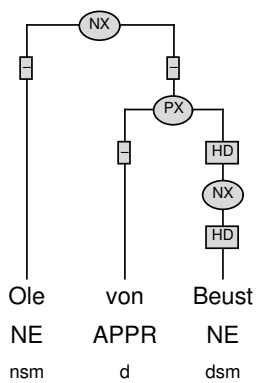 NX
– –
PX
– HD
NX
HD
Ole von Beust
NE APPR NE
nsm d dsm